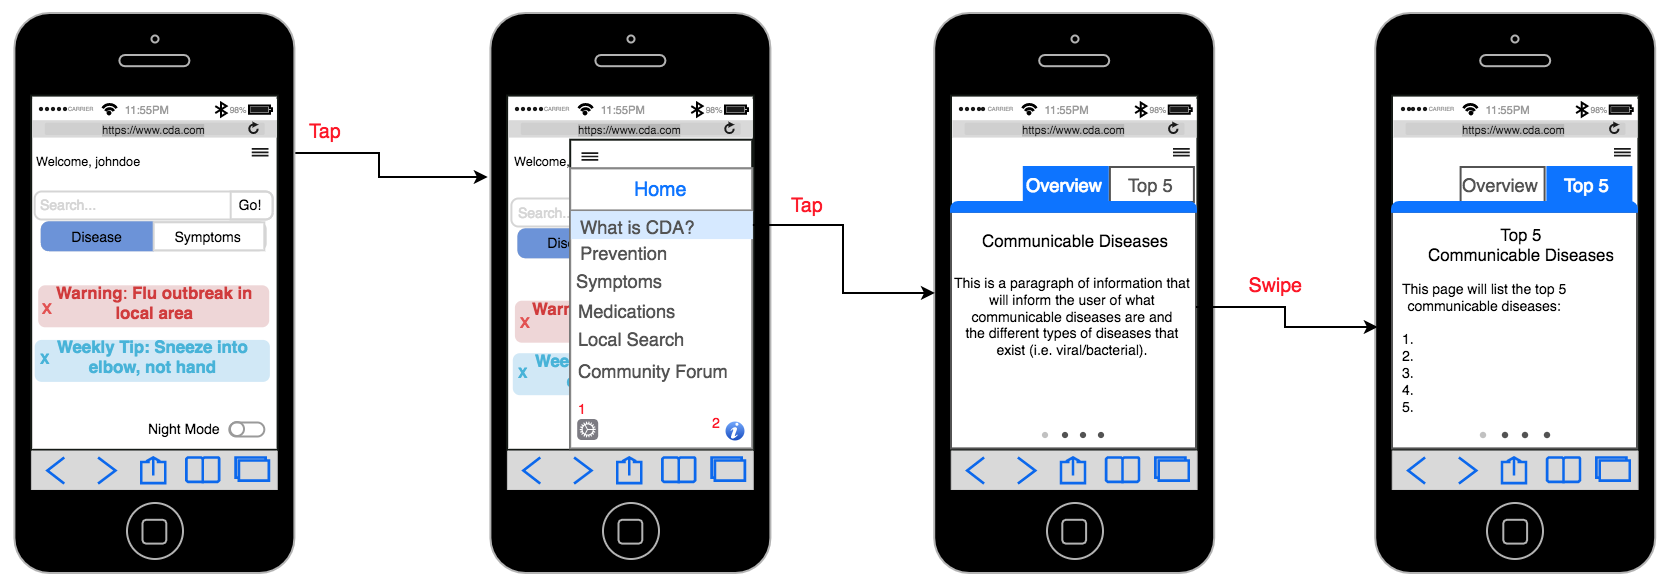 CARRIER 11:55PM 98%
https://www.cda.com
Welcome, johndoe
Search...
Go!
Disease
Symptoms
X
Warning: Flu outbreak in
local area
X
Weekly Tip: Sneeze into
elbow, not hand
Night Mode
Tap
CARRIER 11:55PM 98%
https://www.cda.com
Welcome,
Search..
Dis
X
Warn
X
Wee
Home
What is CDA?
Prevention
Symptoms
Medications
Local Search
Community Forum
1
2
i
Tap
CARRIER 11:55PM 98%
https://www.cda.com
Overview
Top 5
Communicable Diseases
This is a paragraph of information that
will inform the user of what
communicable diseases are and
the different types of diseases that
exist (i.e. viral/bacterial).
Swipe
CARRIER 11:55PM 98%
https://www.cda.com
Overview
Top 5
Top 5
Communicable Diseases
This page will list the top 5
communicable diseases:
1.
2.
3.
4.
5.